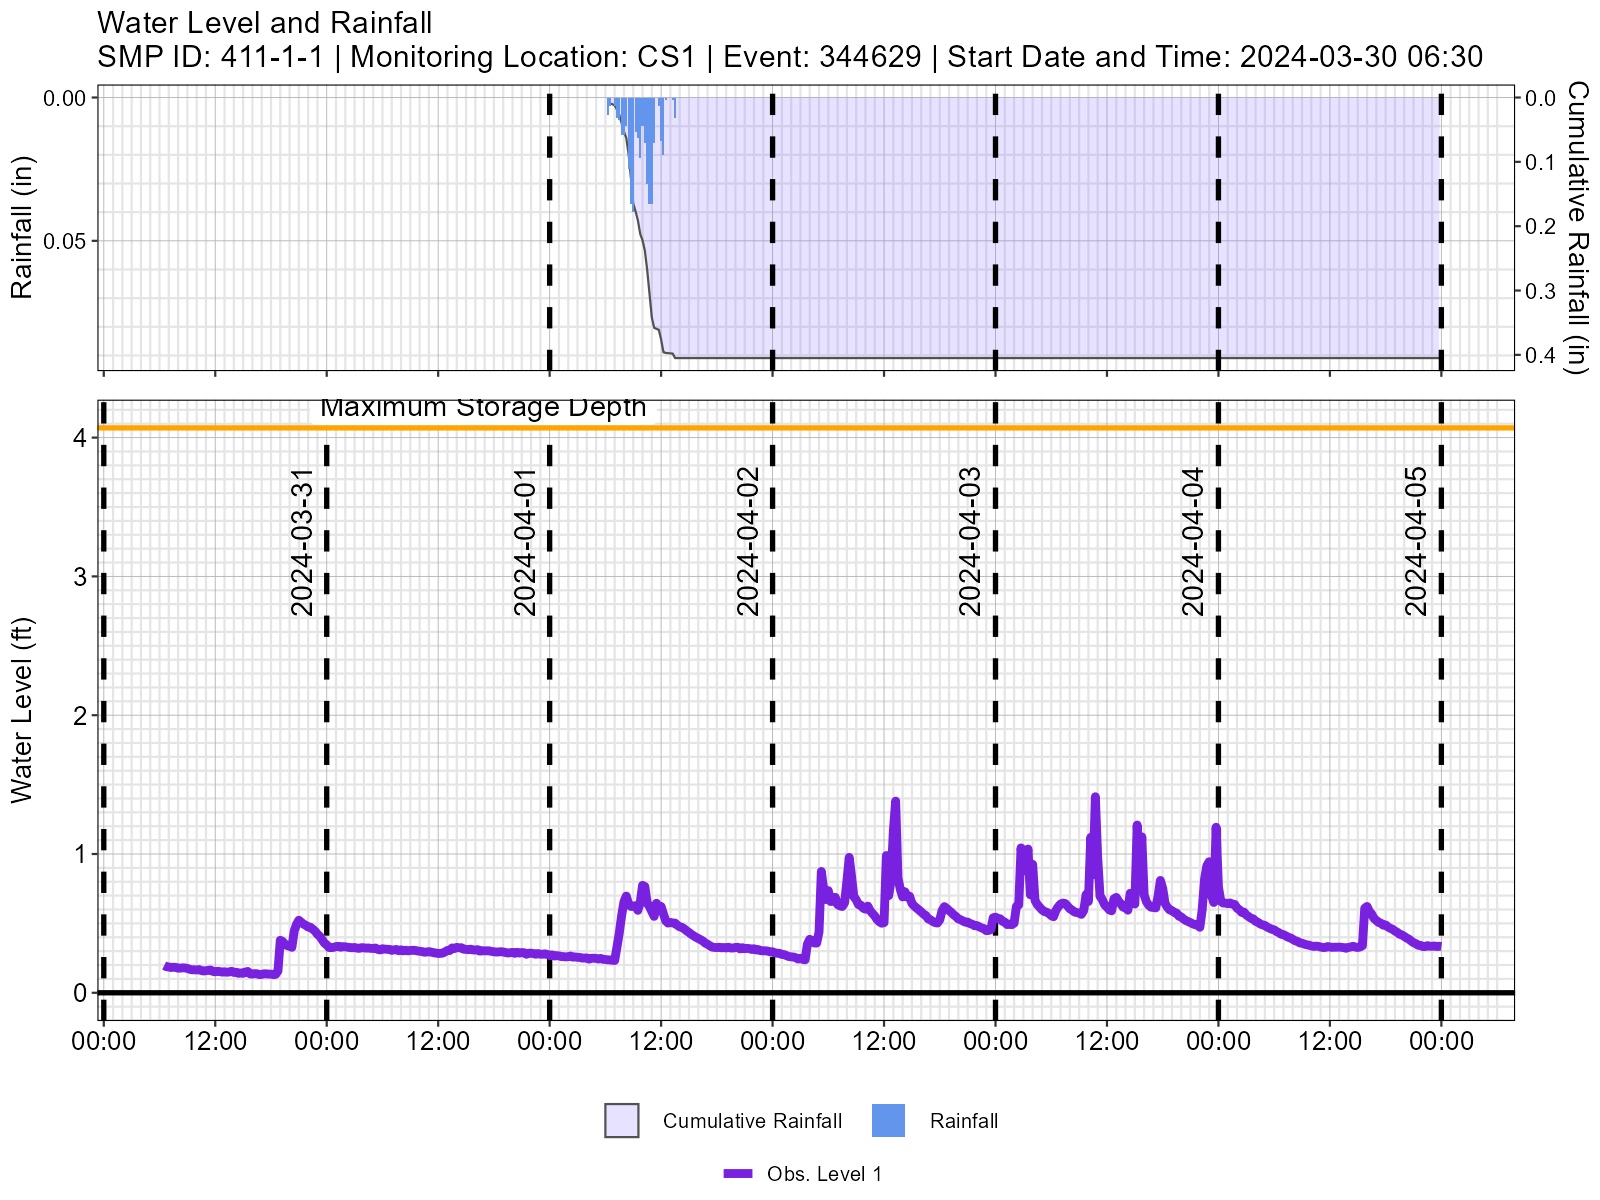 Water Level and Rainfall
SMP ID: 411-1-1 | Monitoring Location: CS1 | Event: 344629 | Start Date and Time: 2024-03-30 06:30
Rainfall (in)
0.00
0.05
0.0
0.1
0.2
0.3
0.4
Cumulative Rainfall (in)
Maximum Storage Depth
Water Level (ft)
4
3
2
1
0
2024-03-31
2024-04-01
2024-04-02
2024-04-03
2024-04-04
2024-04-05
00:00 12:00 00:00 12:00 00:00 12:00 00:00 12:00 00:00 12:00 00:00 12:00 00:00
Cumulative Rainfall
Rainfall
Obs. Level 1